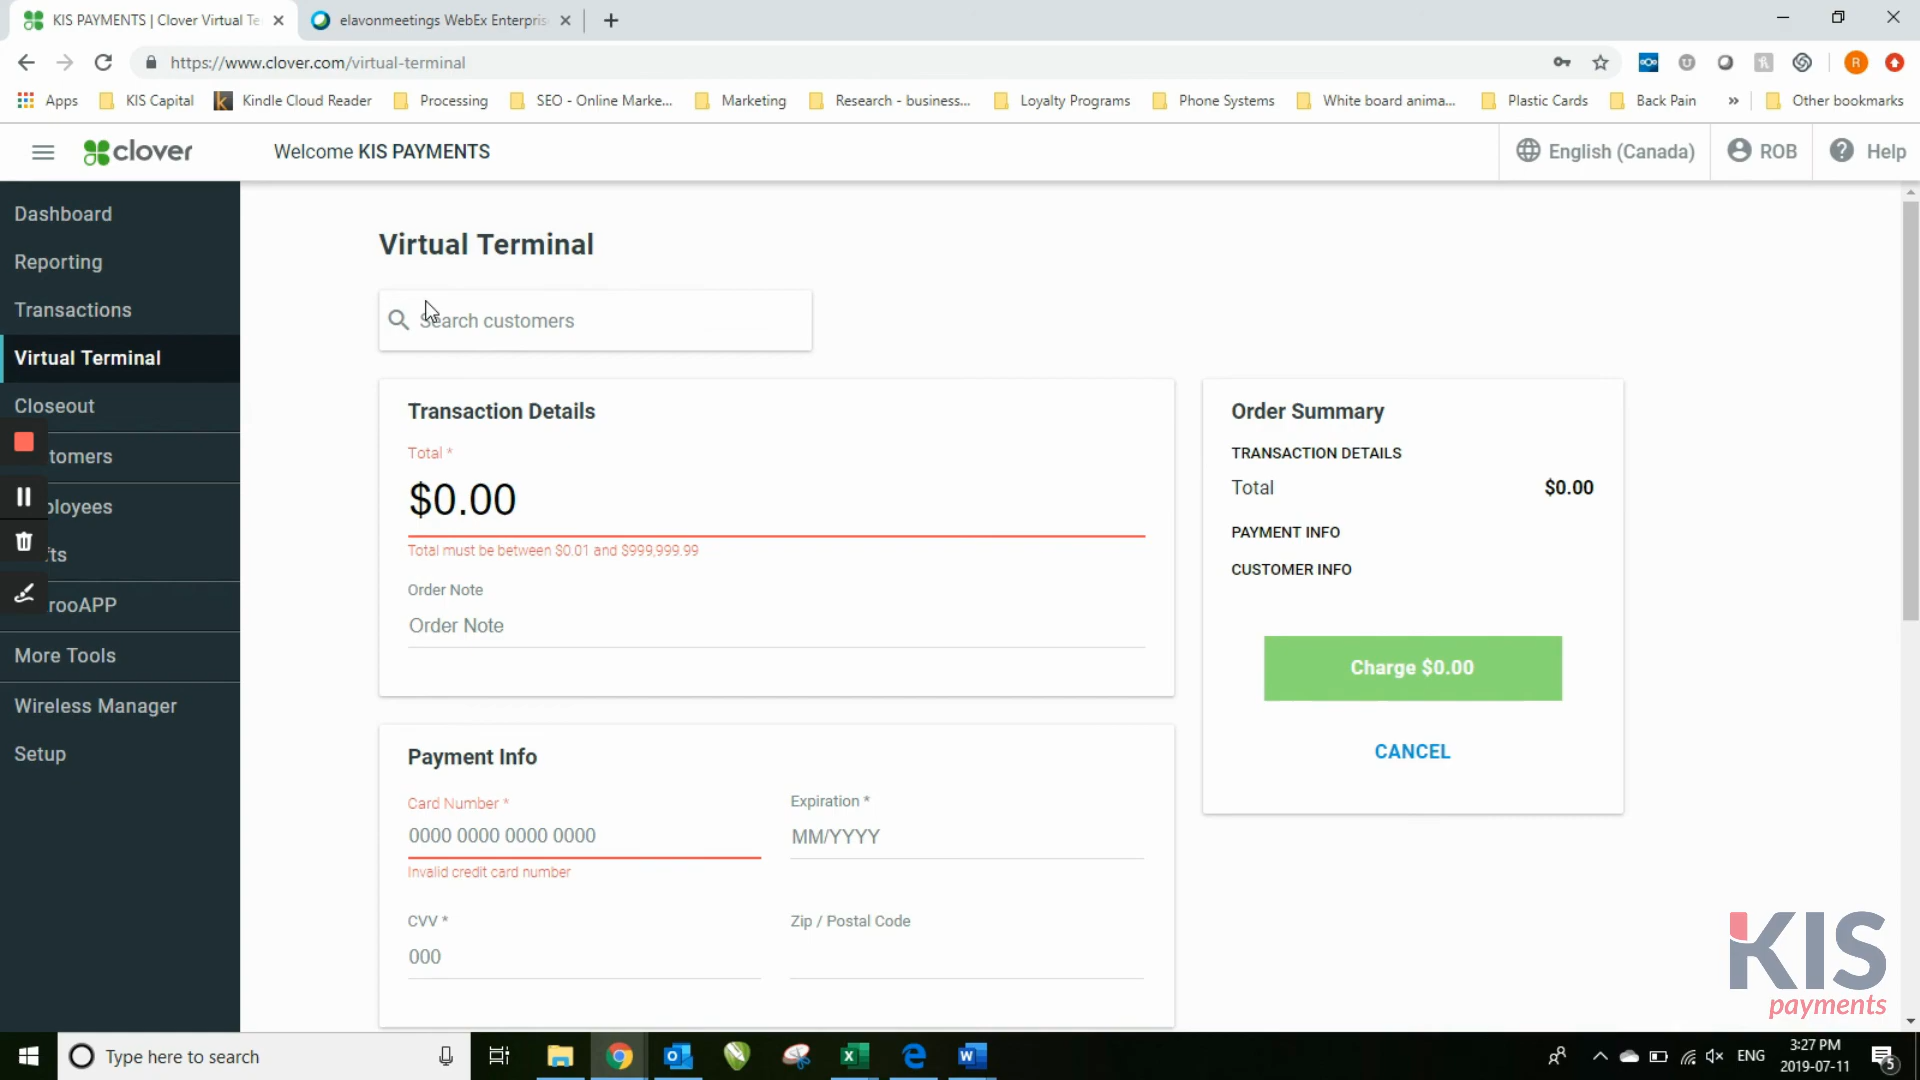 KIS PAYMENTS | Clover Virtual Te
elavonmeetings WebEx Enterpris
https://www.clover.com/virtual-terminal
R
Apps
KIS Capital
Kindle Cloud Reader
Processing
SEO - Online Marke...
Marketing
Research - business...
Loyalty Programs
Phone Systems
White board anima...
Plastic Cards
Back Pain
»
Other bookmarks
clover
Welcome KIS PAYMENTS
English (Canada)
ROB
Help
Dashboard
Reporting
Transactions
Virtual Terminal
Closeout
tomers
ployees
fts
rooAPP
More Tools
Wireless Manager
Setup
Virtual Terminal
Search customers
Transaction Details
Total *
$0.00
Total must be between $0.01 and $999,999.99
Order Note
Order Note
Order Summary
TRANSACTION DETAILS
Total $0.00
PAYMENT INFO
CUSTOMER INFO
Charge $0.00
CANCEL
Payment Info
Card Number *
0000 0000 0000 0000
Invalid credit card number
Expiration *
MM/YYYY
CVV *
000
Zip / Postal Code
KIS
payments
Type here to search
ENG
3:27 PM
2019-07-11
5